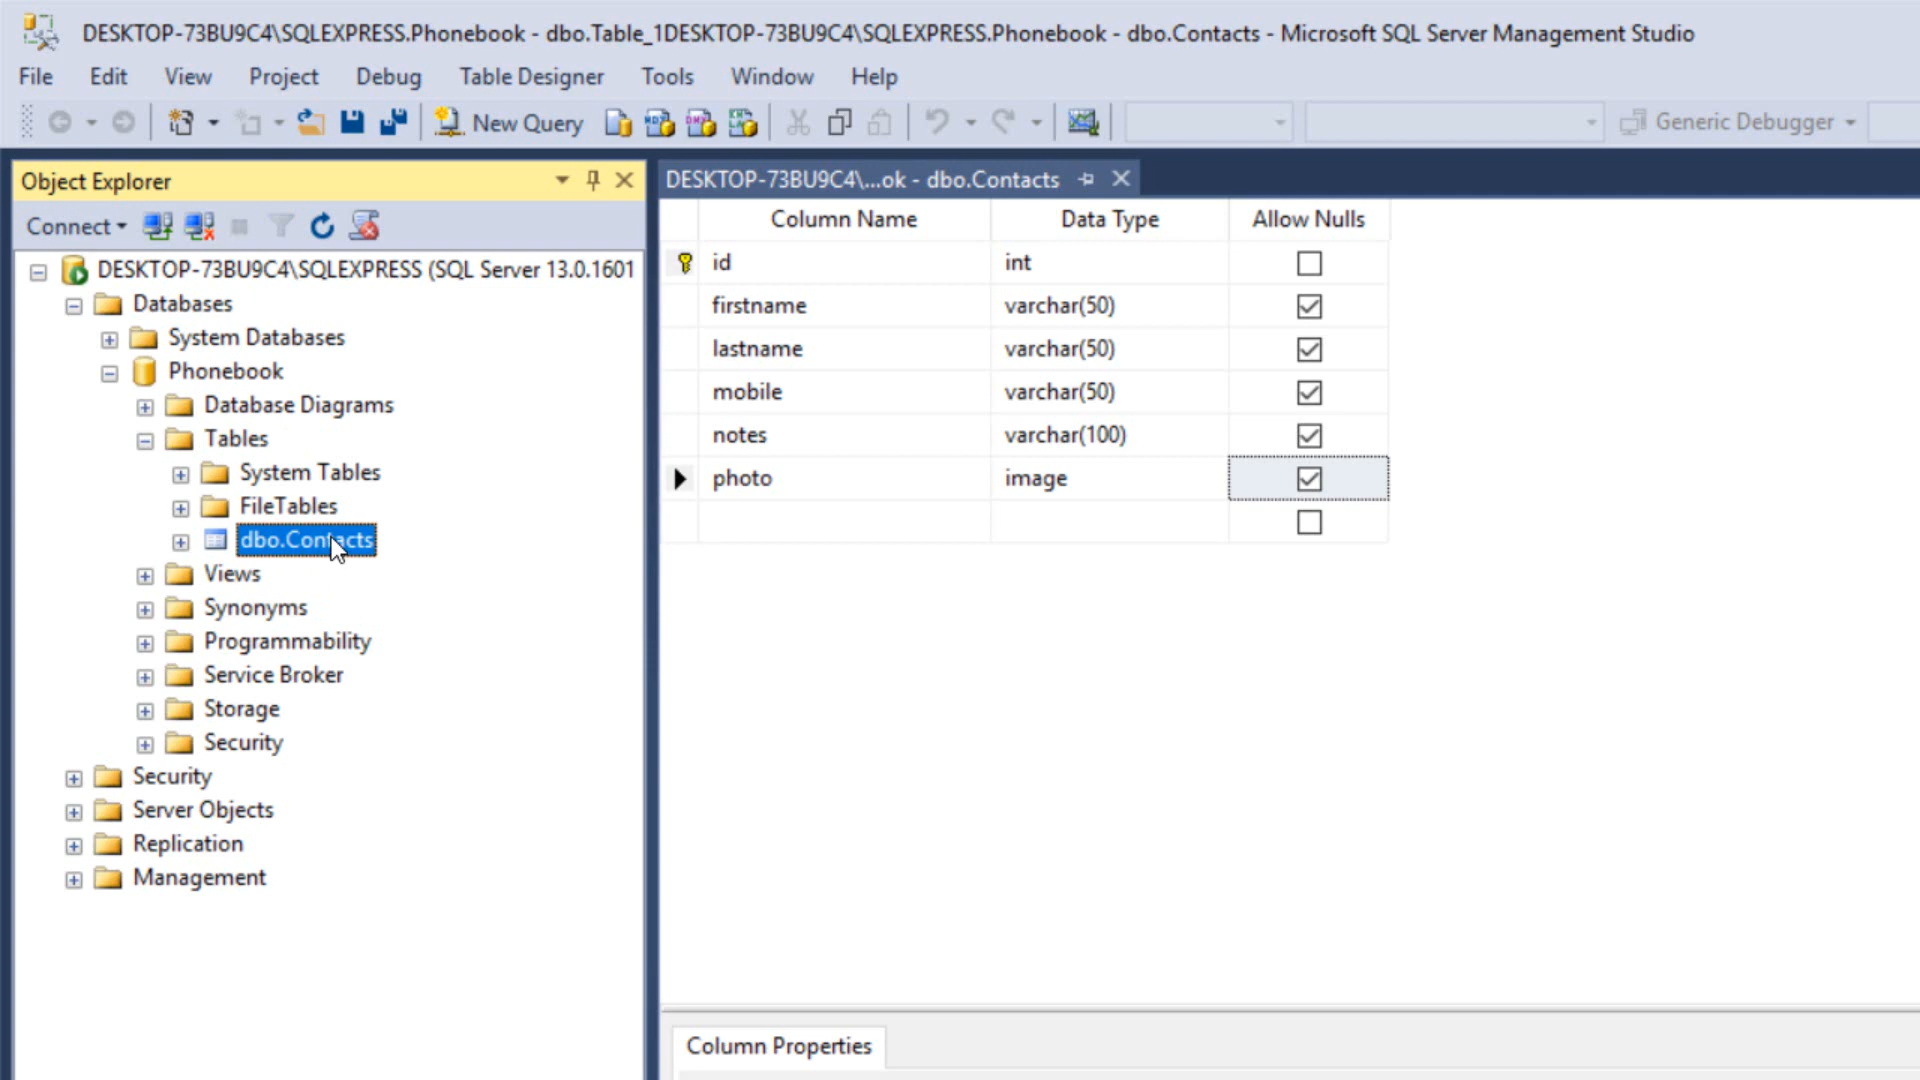 DESKTOP-73BU9C4\SQLEXPRESS.Phonebook - dbo.Table_1DESKTOP-73BU9C4\SQLEXPRESS.Phonebook - dbo.Contacts - Microsoft SQL Server Management Studio
File Edit View Project Debug Table Designer Tools Window Help
New Query Generic Debugger
Object Explorer
Connect
DESKTOP-73BU9C4\SQLEXPRESS (SQL Server 13.0.1601
Databases
System Databases
Phonebook
Database Diagrams
Tables
System Tables
FileTables
dbo.Contacts
Views
Synonyms
Programmability
Service Broker
Storage
Security
Security
Server Objects
Replication
Management
DESKTOP-73BU9C4\...ok - dbo.Contacts
Column Name Data Type Allow Nulls
id int
firstname varchar(50)
lastname varchar(50)
mobile varchar(50)
notes varchar(100)
photo image
Column Properties